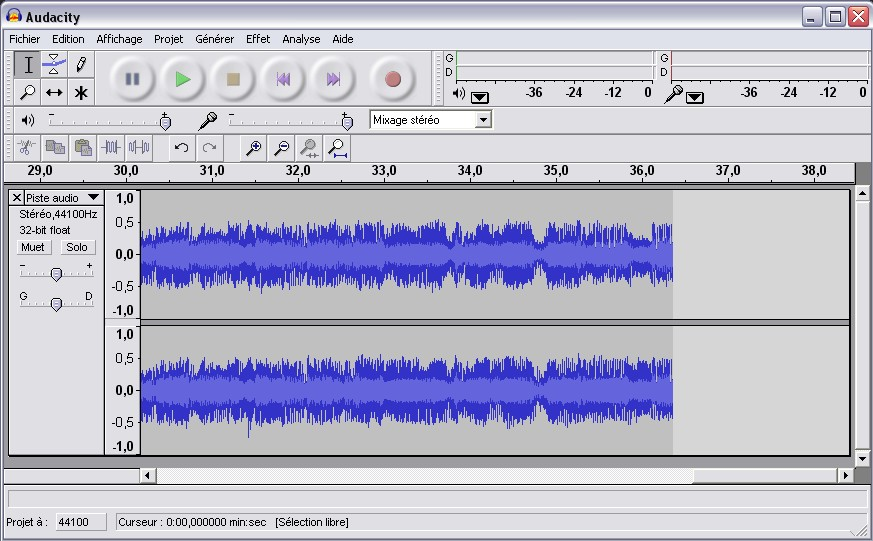 Audacity
Fichier Edition Affichage Projet Générer Effet Analyse Aide
G
D
-36 -24 -12 0
G
D
-36 -24 -12 0
- + - + Mixage stéréo
29,0 30,0 31,0 32,0 33,0 34,0 35,0 36,0 37,0 38,0
Piste audio
Stéréo,44100Hz
32-bit float
Muet Solo
- +
G D
1,0
0,5
0,0
-0,5
-1,0
1,0
0,5
0,0
-0,5
-1,0
Projet à : 44100 Curseur : 0:00,000000 min:sec [Sélection libre]